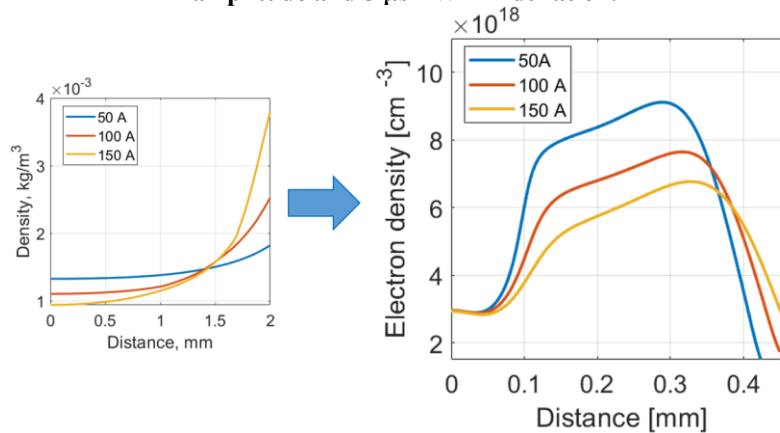 ×10⁻³
4
3
2
1
Density, kg/m³
50 A
100 A
150 A
0 0.5 1 1.5 2
Distance, mm
×10¹⁸
10
8
6
4
2
Electron density [cm⁻³]
50A
100 A
150 A
0 0.1 0.2 0.3 0.4
Distance [mm]